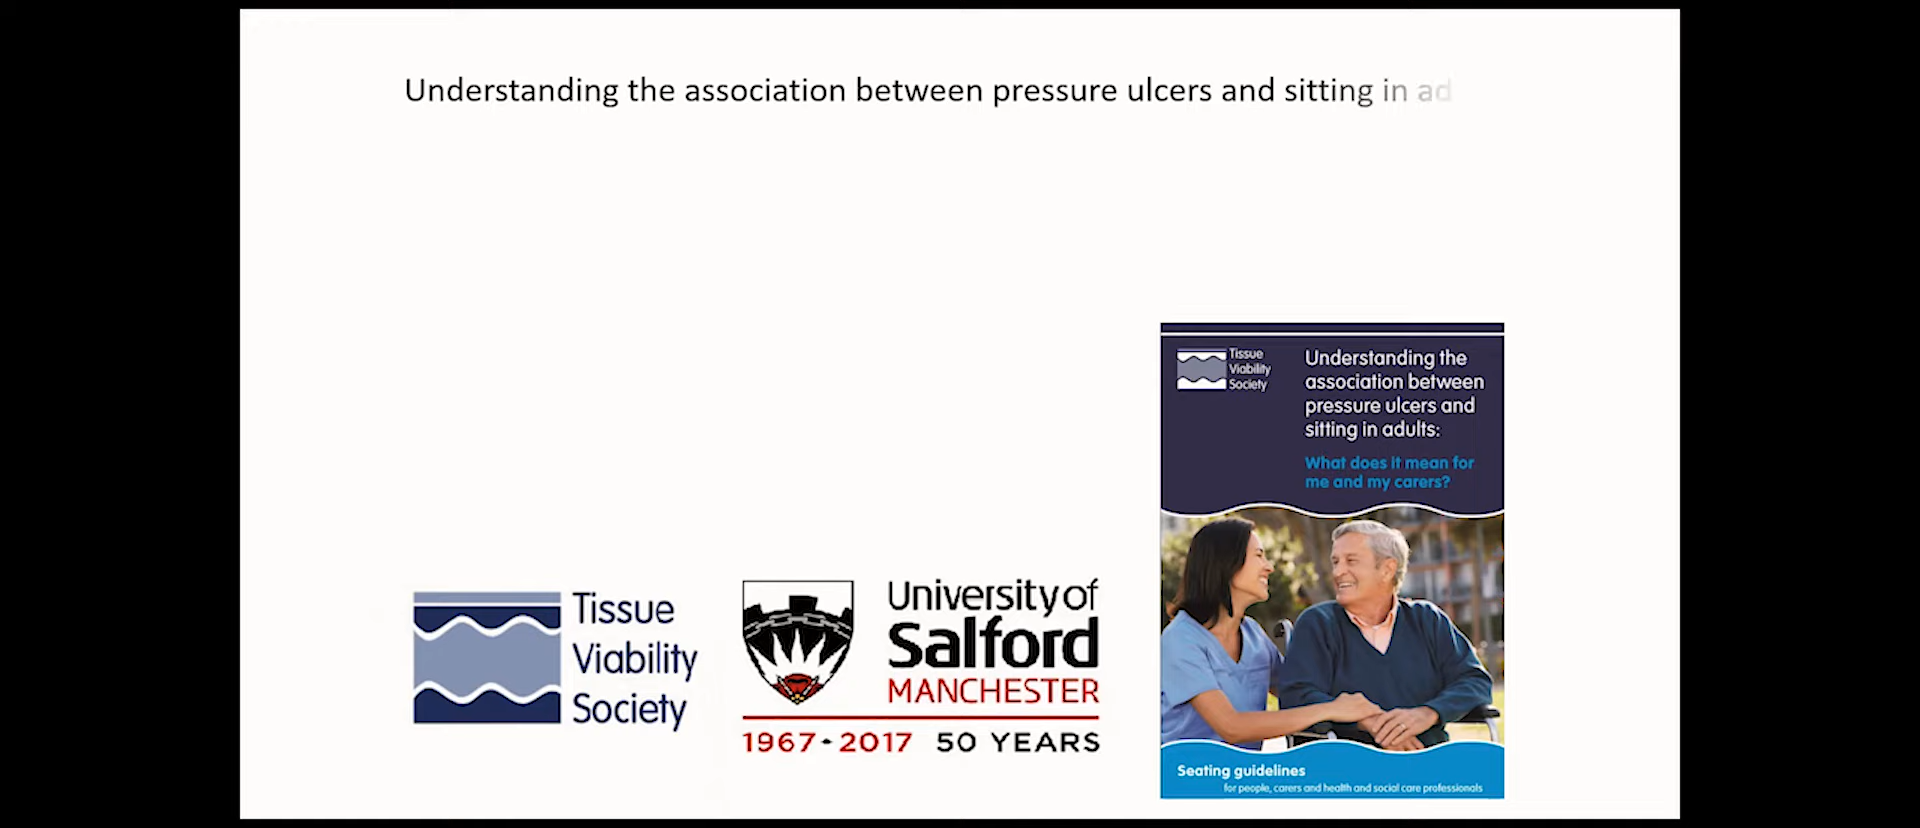 Understanding the association between pressure ulcers and sitting in ad
Tissue
Viability
Society
University of
Salford
MANCHESTER
1967 • 2017 50 YEARS
Tissue
Viability
Society
Understanding the
association between
pressure ulcers and
sitting in adults:
What does it mean for
me and my carers?
Seating guidelines
for people, carers and health and social care professionals